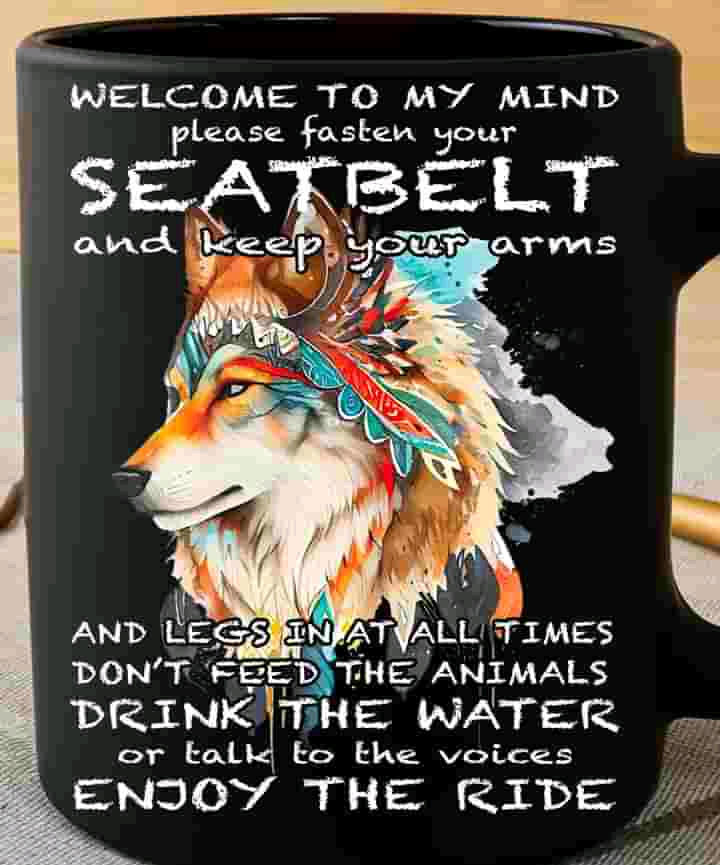 WELCOME TO MY MIND
please fasten your
SEATBELT
and keep your arms
AND LEGS IN AT ALL TIMES
DON'T FEED THE ANIMALS
DRINK THE WATER
or talk to the voices
ENJOY THE RIDE